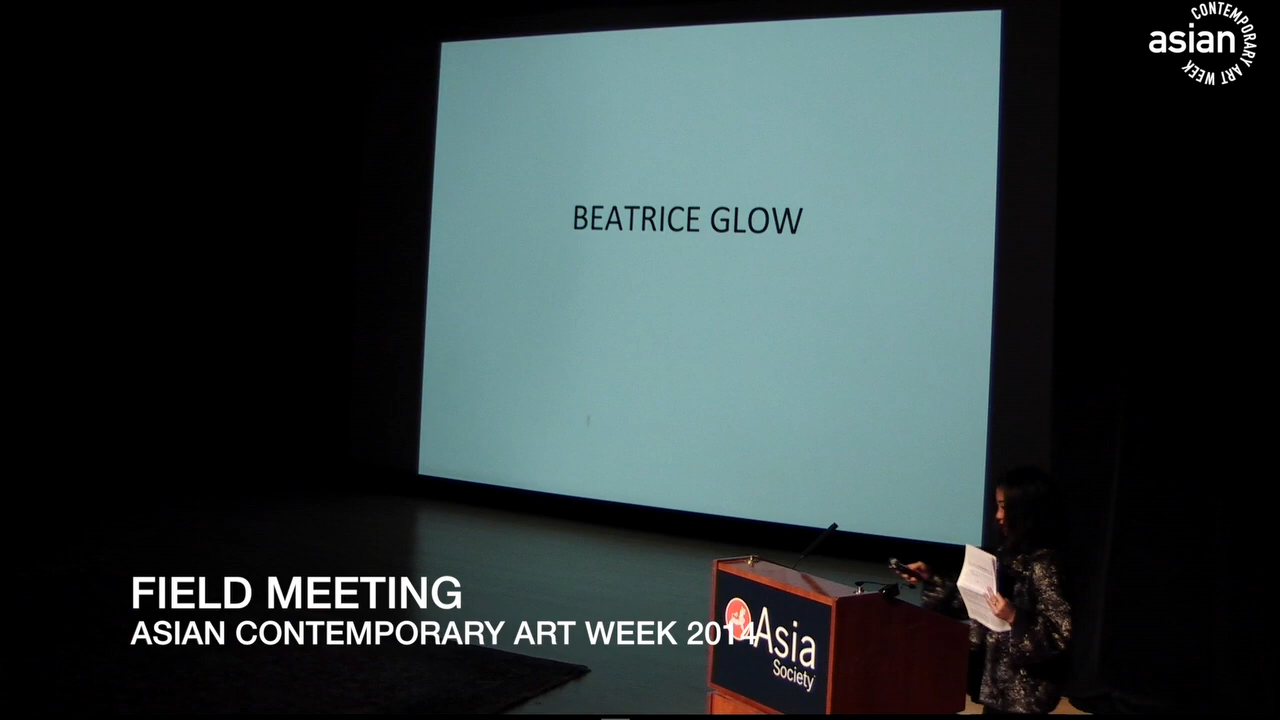 CONTEMPORARY
asian
ART WEEK
BEATRICE GLOW
FIELD MEETING
ASIAN CONTEMPORARY ART WEEK 2014
Asia
Society